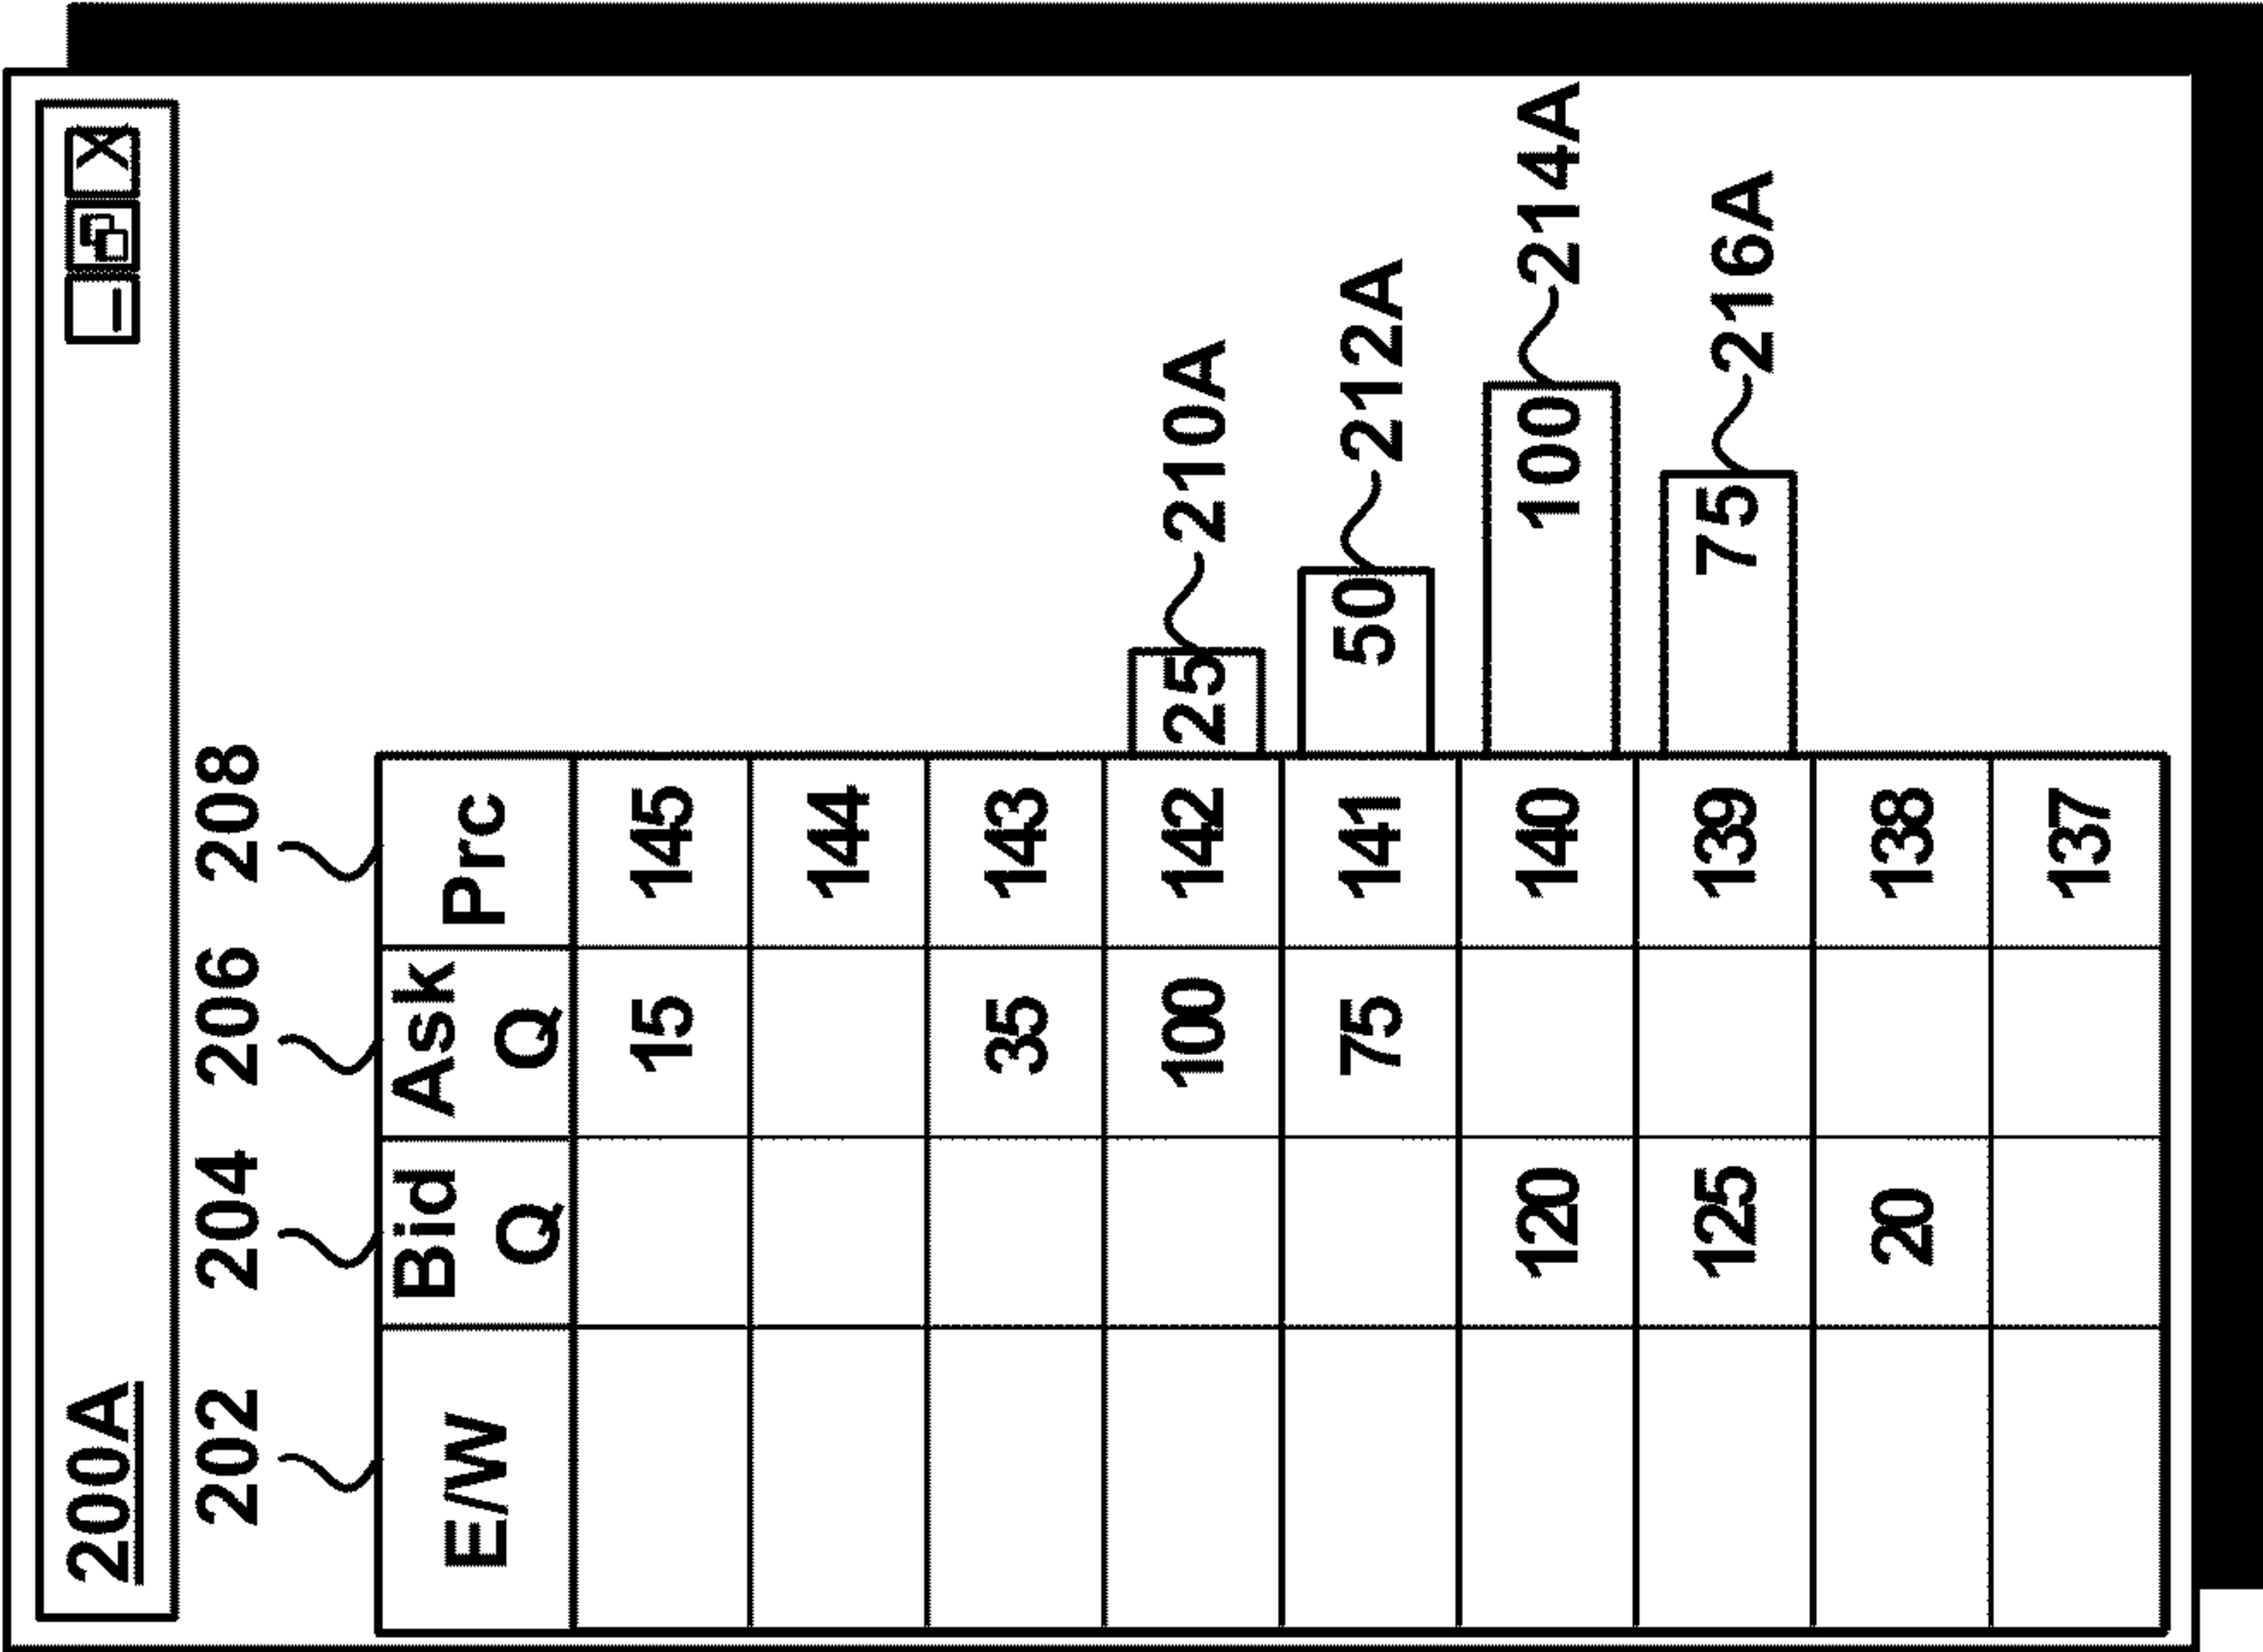 200A X
202 204 206 208
E/W Bid Q Ask Q Prc
15 145
144
35 143
100 142 25 210A
75 141 50 212A
120 140 100 214A
125 139 75 216A
20 138
137